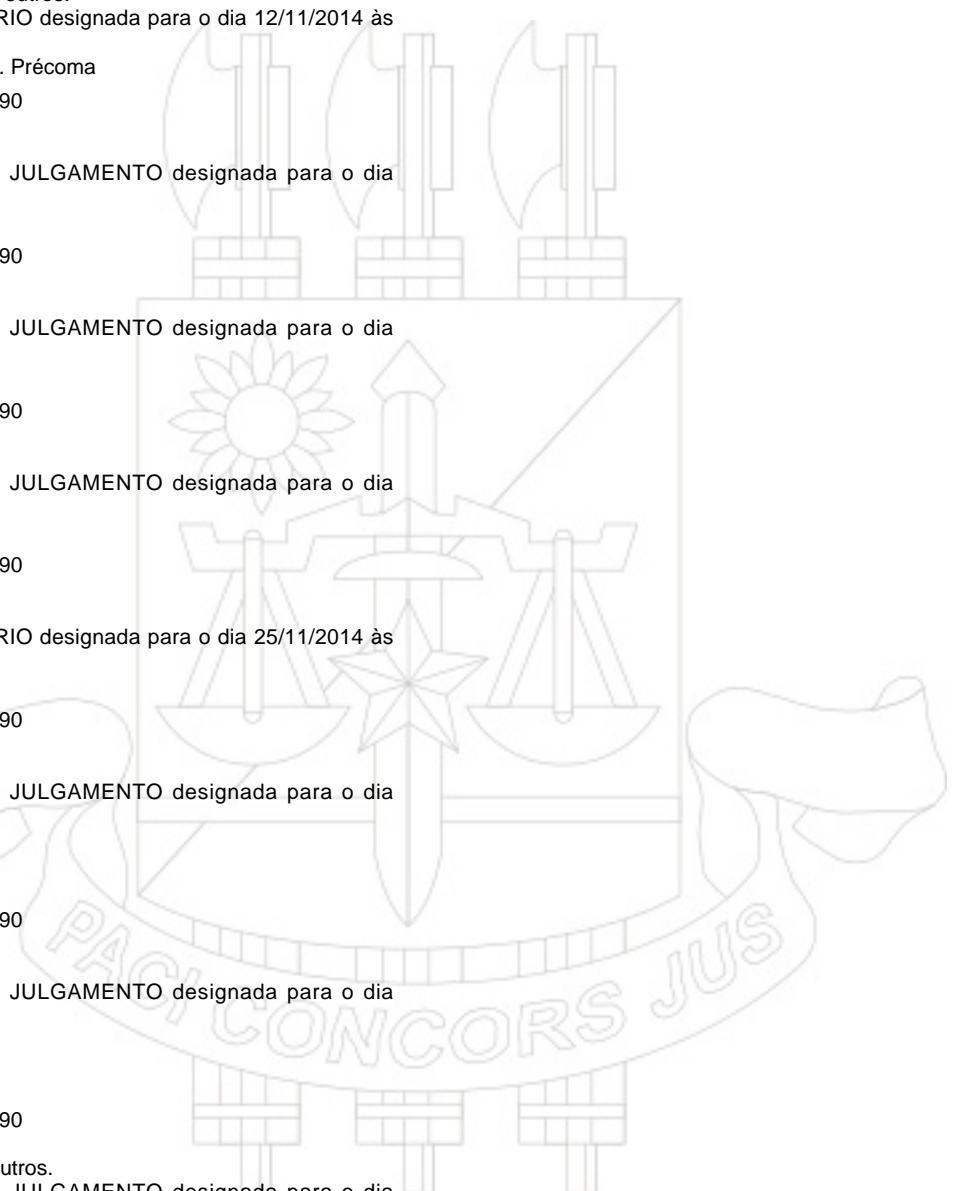 outros.
RIO designada para o dia 12/11/2014 às
. Précoma
90
JULGAMENTO designada para o dia
90
JULGAMENTO designada para o dia
90
JULGAMENTO designada para o dia
90
RIO designada para o dia 25/11/2014 às
90
JULGAMENTO designada para o dia
90
PACI CONCORS JUS
JULGAMENTO designada para o dia
90
utros.
JULGAMENTO designada para o dia